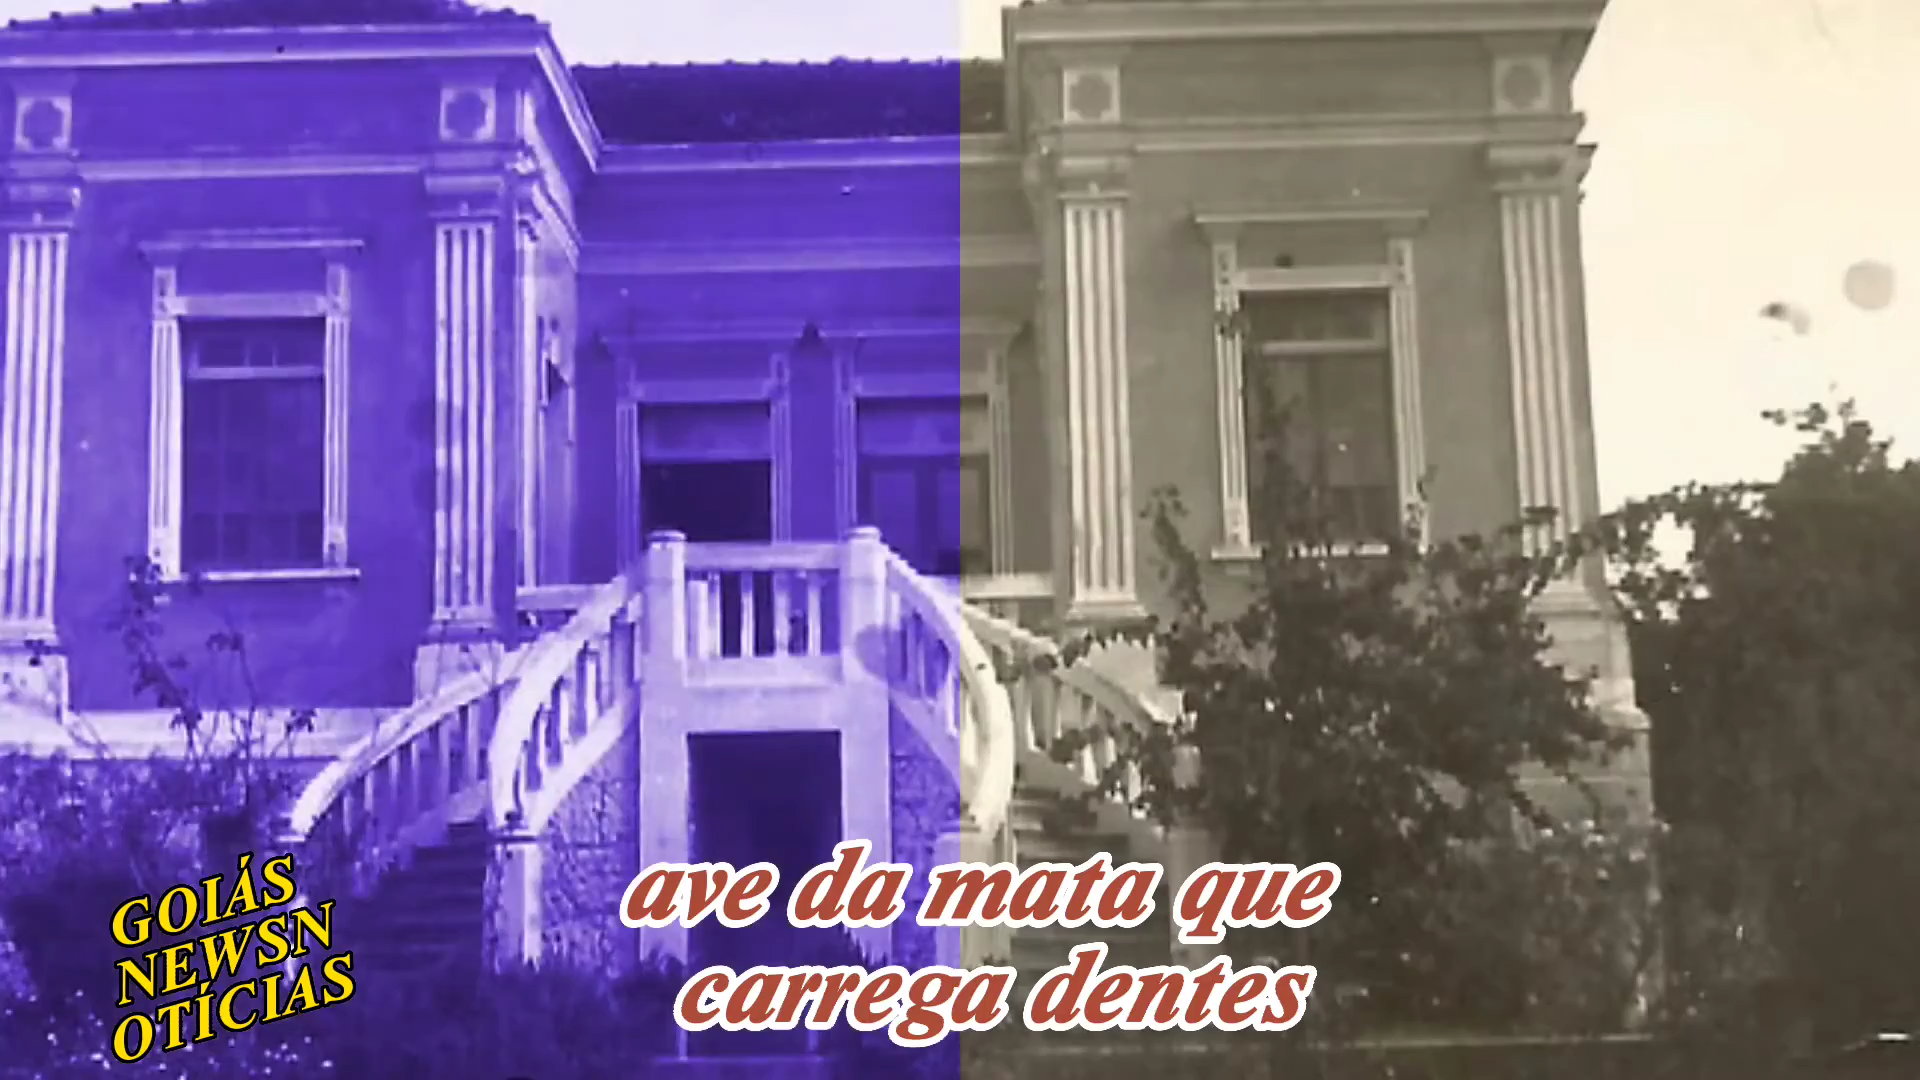 GOIÁS
NEWSN
OTÍCIAS
ave da mata que
carrega dentes